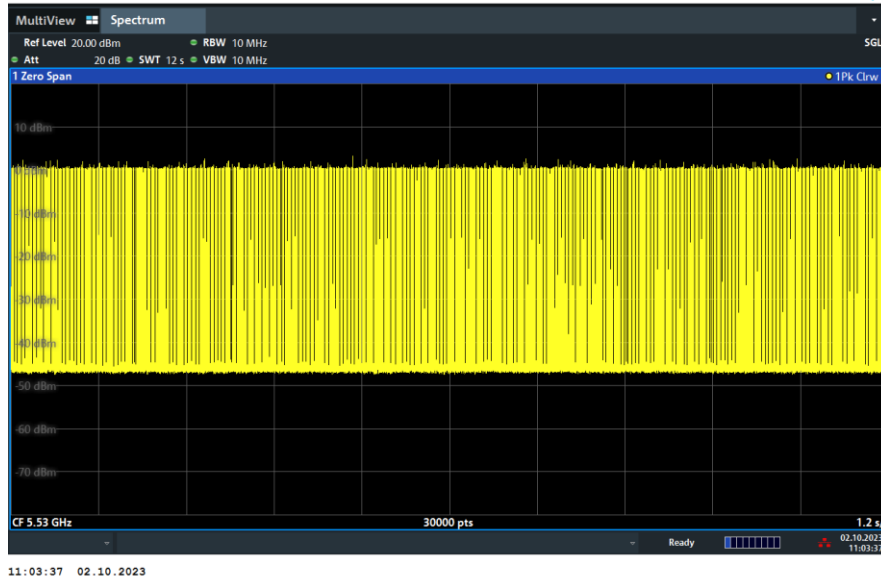 MultiView Spectrum
Ref Level 20.00 dBm RBW 10 MHz SGL
Att 20 dB SWT 12 s VBW 10 MHz
1 Zero Span 1Pk Clrw
10 dBm
0 dBm
-10 dBm
-20 dBm
-30 dBm
-40 dBm
-50 dBm
-60 dBm
-70 dBm
CF 5.53 GHz 30000 pts 1.2 s/
Ready 02.10.2023
11:03:37
11:03:37 02.10.2023